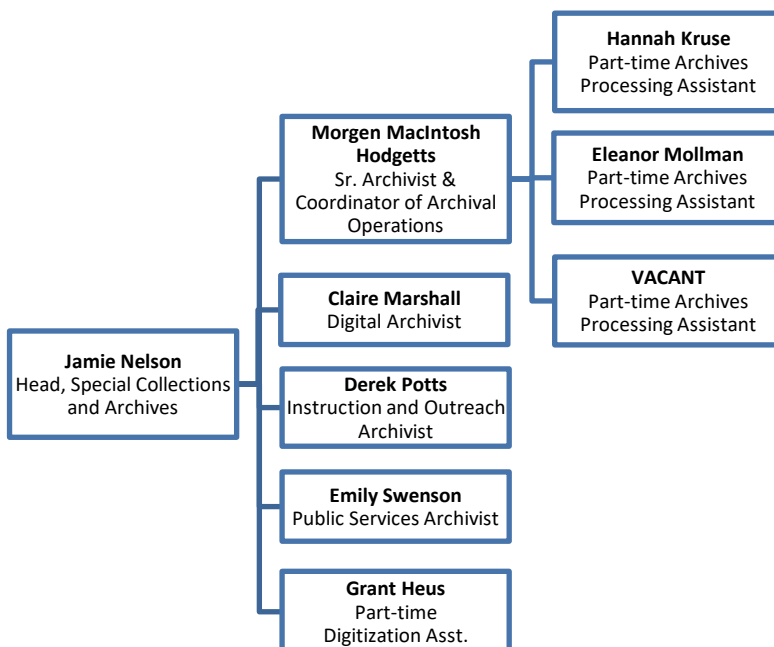 Jamie Nelson
Head, Special Collections
and Archives
Morgen MacIntosh
Hodgetts
Sr. Archivist &
Coordinator of Archival
Operations
Claire Marshall
Digital Archivist
Derek Potts
Instruction and Outreach
Archivist
Emily Swenson
Public Services Archivist
Grant Heus
Part-time
Digitization Asst.
Hannah Kruse
Part-time Archives
Processing Assistant
Eleanor Mollman
Part-time Archives
Processing Assistant
VACANT
Part-time Archives
Processing Assistant